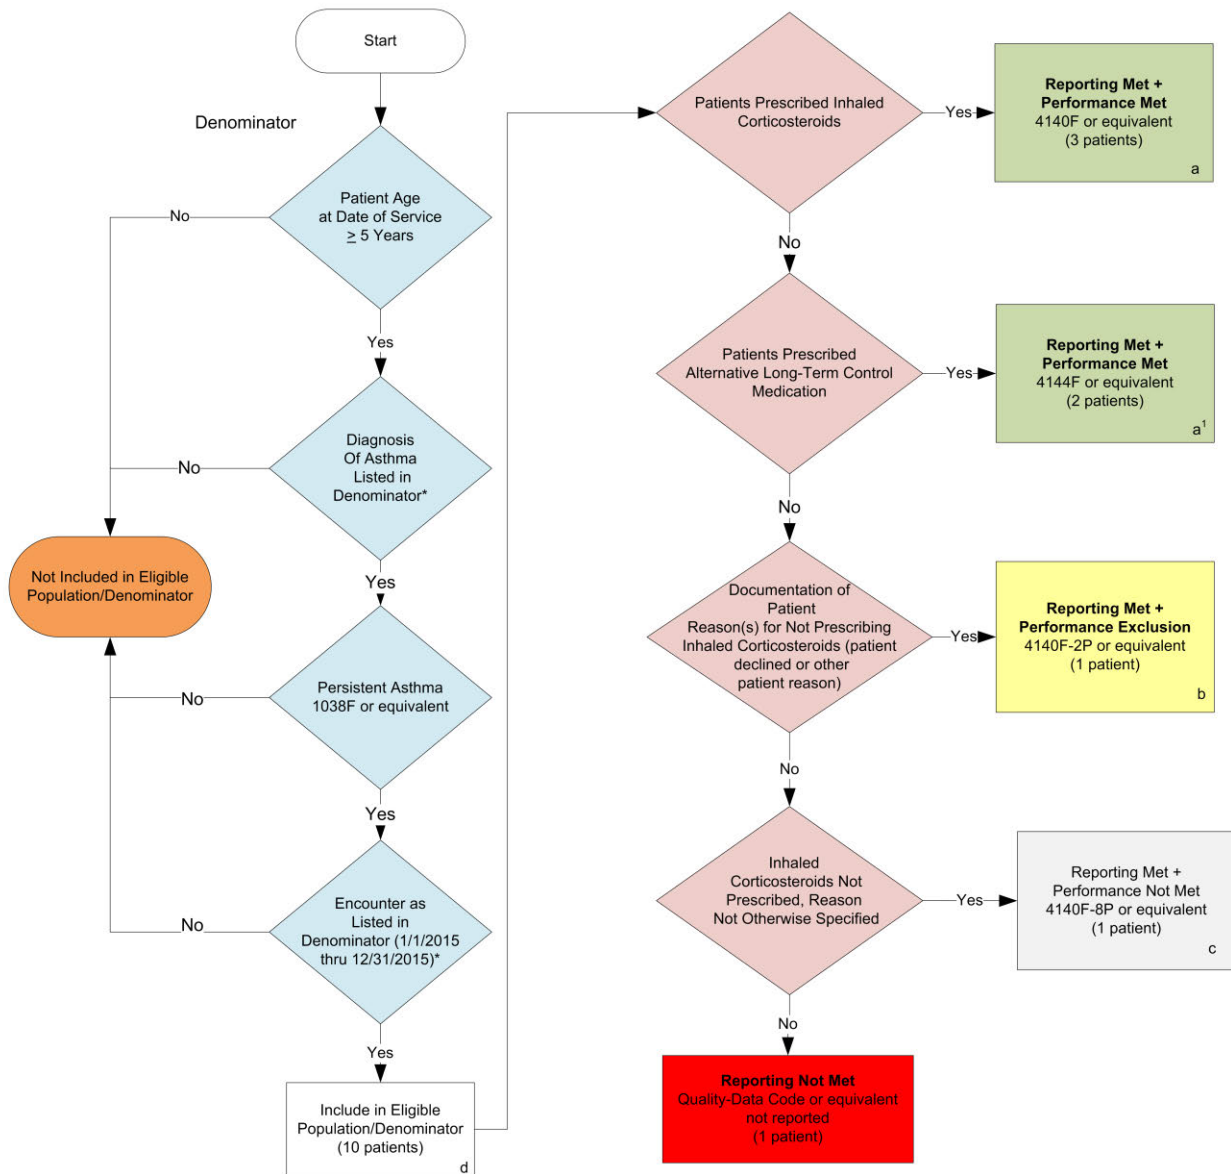 Start
Denominator
Patient Age
at Date of Service
≥ 5 Years
No
Yes
Diagnosis
Of Asthma
Listed in
Denominator*
No
Yes
Not Included in Eligible
Population/Denominator
Persistent Asthma
1038F or equivalent
No
Yes
Encounter as
Listed in
Denominator (1/1/2015
thru 12/31/2015)*
No
Yes
Include in Eligible
Population/Denominator
(10 patients)
d
Patients Prescribed Inhaled
Corticosteroids
Yes
Reporting Met +
Performance Met
4140F or equivalent
(3 patients)
a
No
Patients Prescribed
Alternative Long-Term Control
Medication
Yes
Reporting Met +
Performance Met
4144F or equivalent
(2 patients)
a¹
No
Documentation of
Patient
Reason(s) for Not Prescribing
Inhaled Corticosteroids (patient
declined or other
patient reason)
Yes
Reporting Met +
Performance Exclusion
4140F-2P or equivalent
(1 patient)
b
No
Inhaled
Corticosteroids Not
Prescribed, Reason
Not Otherwise Specified
Yes
Reporting Met +
Performance Not Met
4140F-8P or equivalent
(1 patient)
c
No
Reporting Not Met
Quality-Data Code or equivalent
not reported
(1 patient)